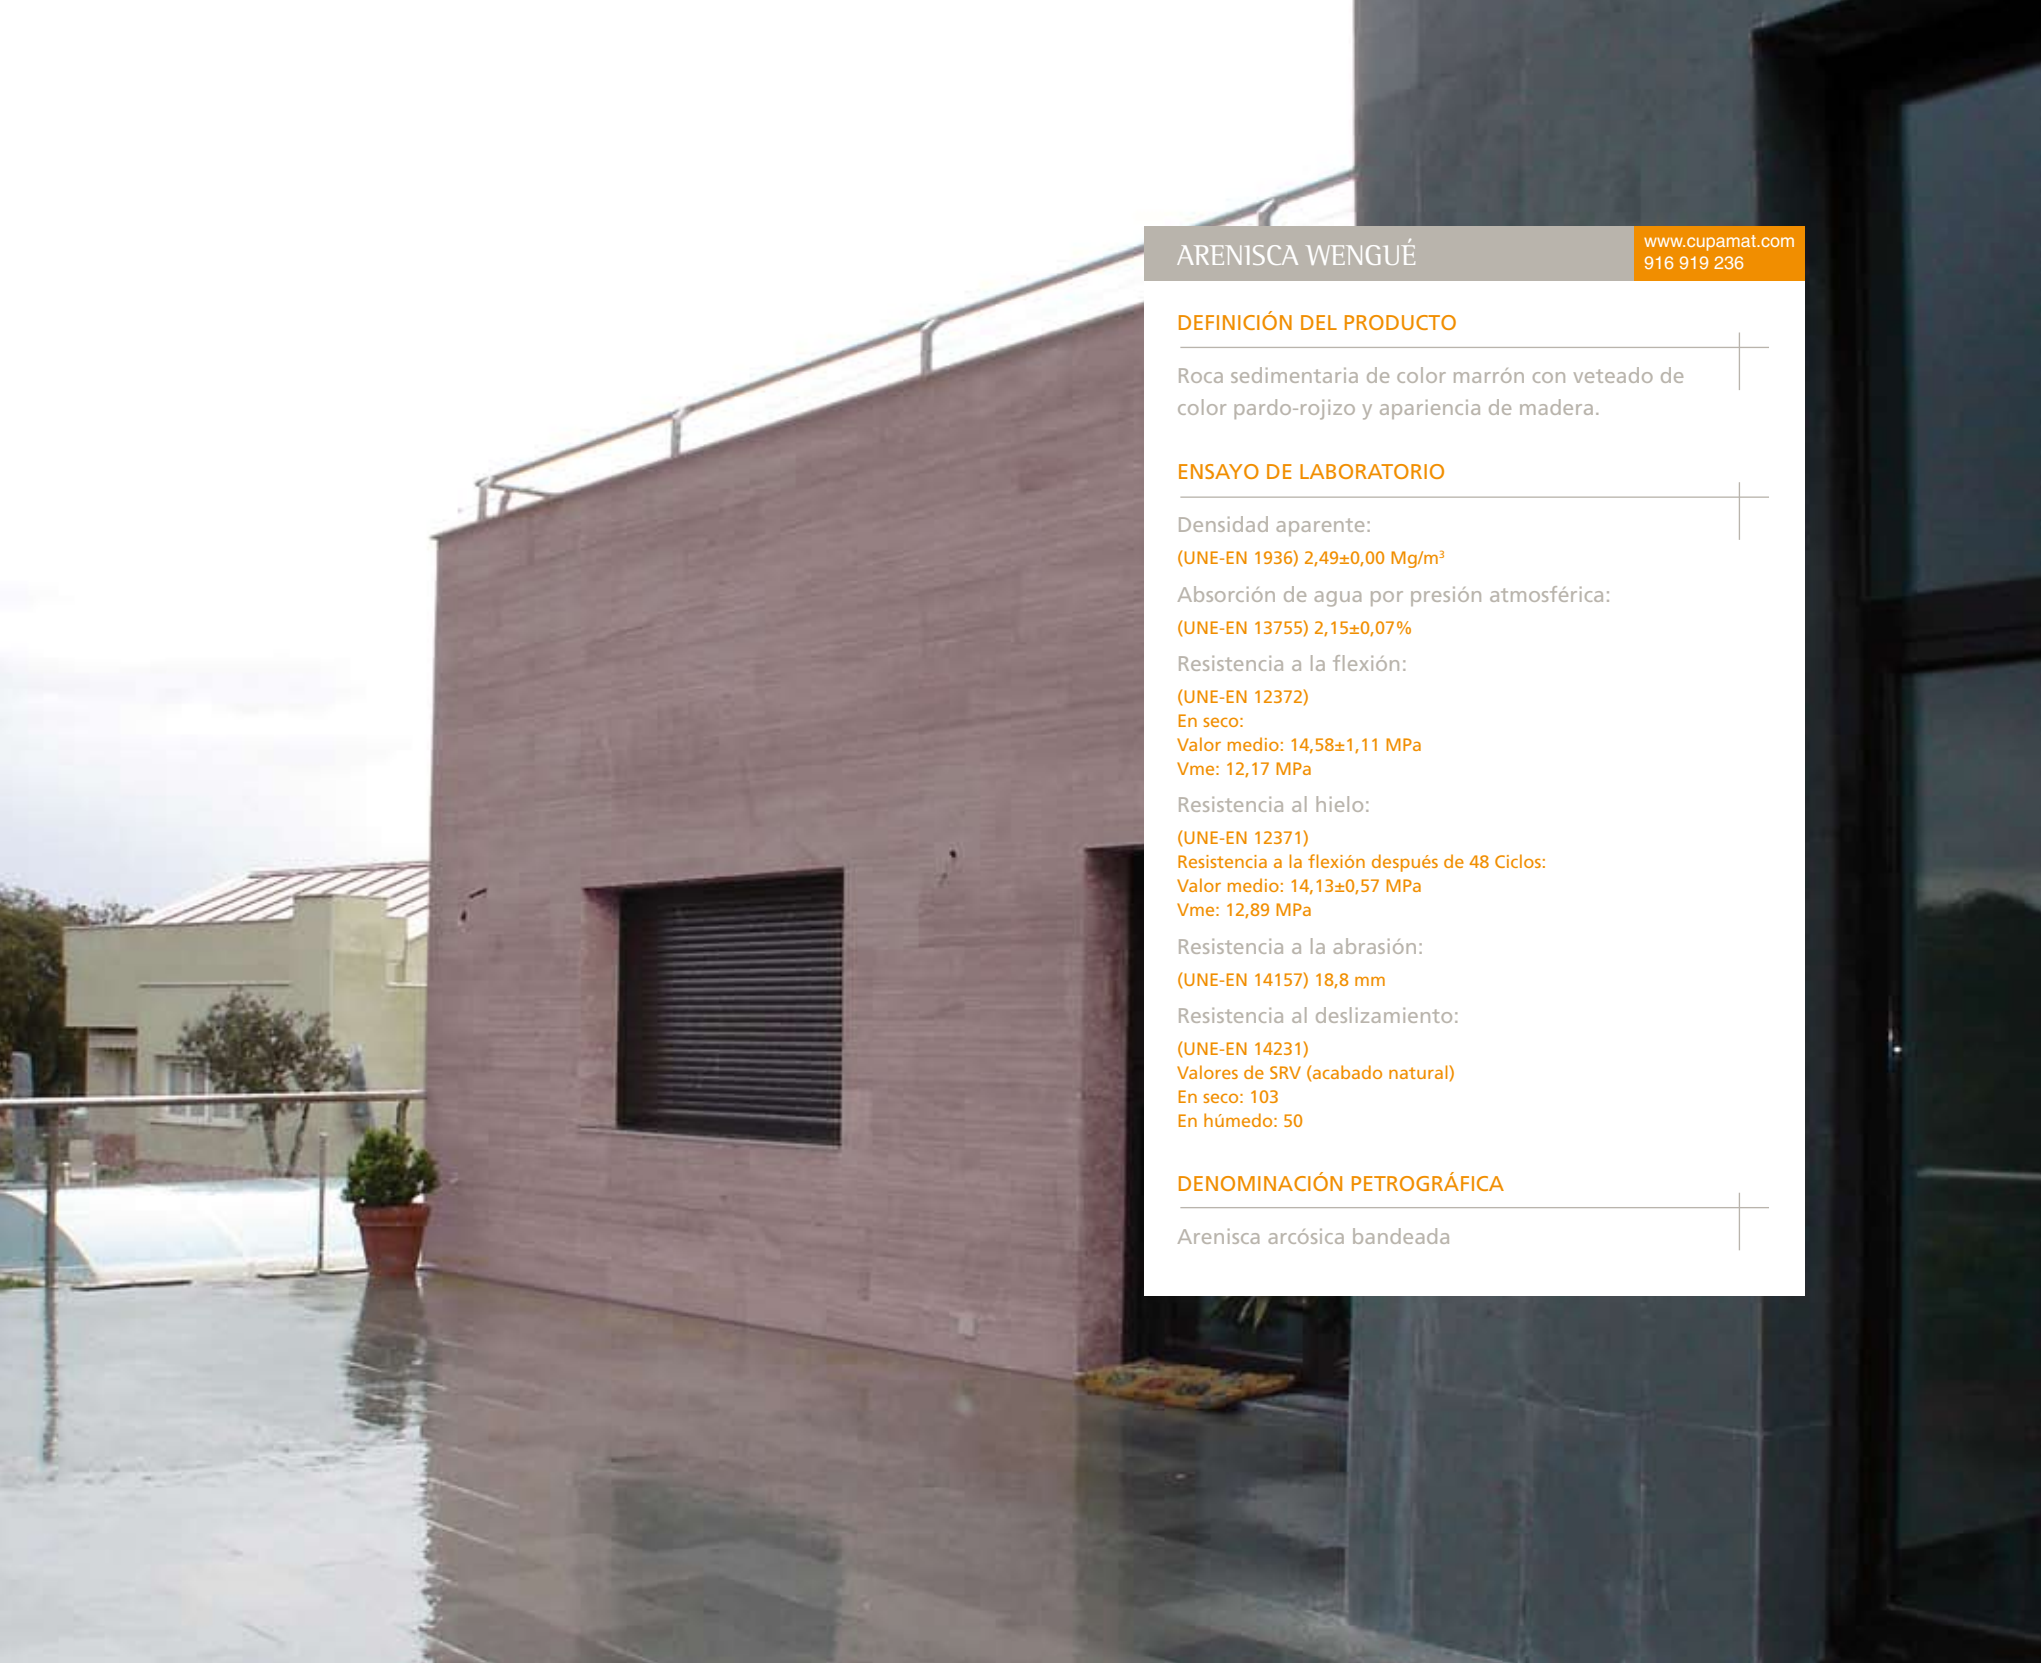 ARENISCA WENGUÉ
www.cupamat.com
916 919 236
DEFINICIÓN DEL PRODUCTO
Roca sedimentaria de color marrón con veteado de
color pardo-rojizo y apariencia de madera.
ENSAYO DE LABORATORIO
Densidad aparente:
(UNE-EN 1936) 2,49±0,00 Mg/m³
Absorción de agua por presión atmosférica:
(UNE-EN 13755) 2,15±0,07%
Resistencia a la flexión:
(UNE-EN 12372)
En seco:
Valor medio: 14,58±1,11 MPa
Vme: 12,17 MPa
Resistencia al hielo:
(UNE-EN 12371)
Resistencia a la flexión después de 48 Ciclos:
Valor medio: 14,13±0,57 MPa
Vme: 12,89 MPa
Resistencia a la abrasión:
(UNE-EN 14157) 18,8 mm
Resistencia al deslizamiento:
(UNE-EN 14231)
Valores de SRV (acabado natural)
En seco: 103
En húmedo: 50
DENOMINACIÓN PETROGRÁFICA
Arenisca arcósica bandeada